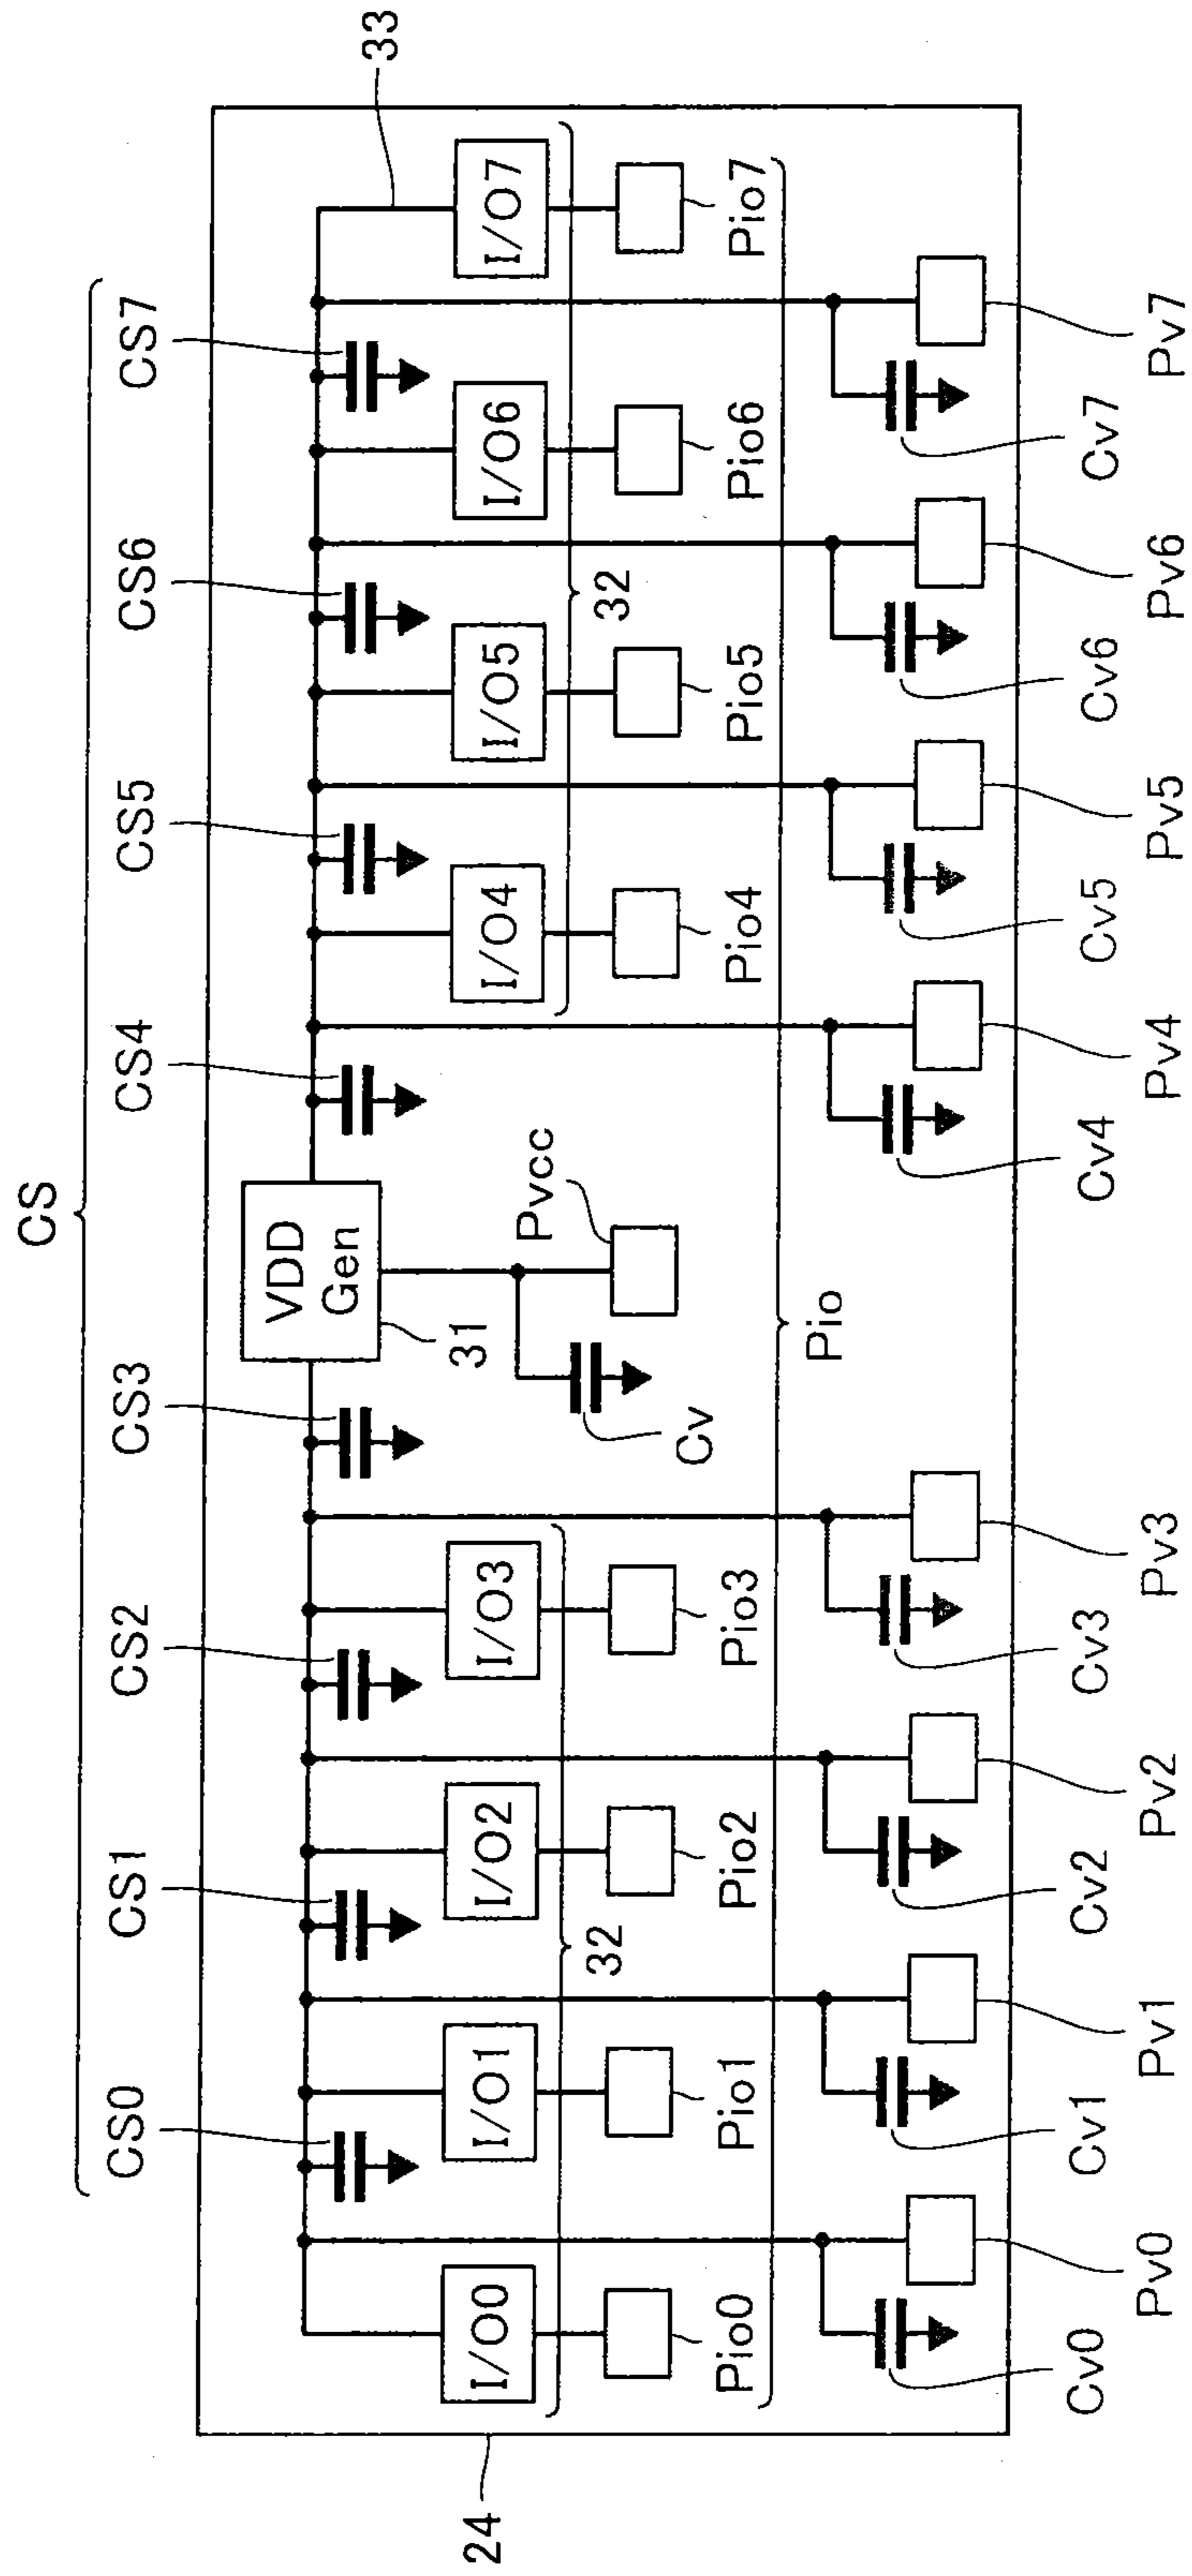 CS
CS0 CS1 CS2 CS3 CS4 CS5 CS6 CS7
33
VDD
Gen
31
I/O0 I/O1 I/O2 I/O3 I/O4 I/O5 I/O6 I/O7
Pvcc
32 32
Cv
Pio0 Pio1 Pio2 Pio3 Pio4 Pio5 Pio6 Pio7
Pio
24
Cv0 Cv1 Cv2 Cv3 Cv4 Cv5 Cv6 Cv7
Pv0 Pv1 Pv2 Pv3 Pv4 Pv5 Pv6 Pv7